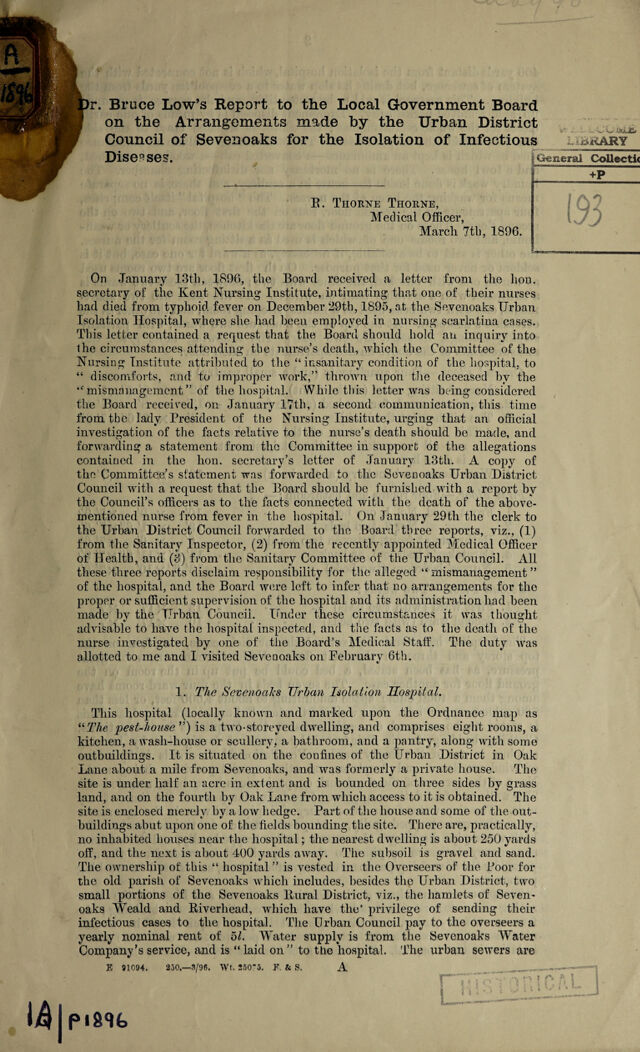 A
1896
Dr. Bruce Low's Report to the Local Government Board
on the Arrangements made by the Urban District
Council of Sevenoaks for the Isolation of Infectious
Diseases.
LIBRARY
General Collectic
+P
193
R. THORNE THORNE,
Medical Officer,
March 7th, 1896.
On January 13th, 1896, the Board received a letter from the hon.
secretary of the Kent Nursing Institute, intimating that one of their nurses
had died from typhoid fever on December 29th, 1895, at the Sevenoaks Urban
Isolation Hospital, where she had been employed in nursing scarlatina cases.
This letter contained a request that the Board should hold an inquiry into
the circumstances attending the nurse's death, which the Committee of the
Nursing Institute attributed to the “ insanitary condition of the hospital, to
“ discomforts, and to improper work,” thrown upon the deceased by the
“ mismanagement ” of the hospital. While this letter was being considered
the Board received, on January 17th, a second communication, this time
from the lady President of the Nursing Institute, urging that an official
investigation of the facts relative to the nurse's death should be made, and
forwarding a statement from the Committee in support of the allegations
contained in the hon. secretary's letter of January 13th. A copy of
the Committee's statement was forwarded to the Sevenoaks Urban District
Council with a request that the Board should be furnished with a report by
the Council's officers as to the facts connected with the death of the above-
mentioned nurse from fever in the hospital. On January 29th the clerk to
the Urban District Council forwarded to the Board three reports, viz., (1)
from the Sanitary Inspector, (2) from the recently appointed Medical Officer
of Health, and (3) from the Sanitary Committee of the Urban Council. All
these three reports disclaim responsibility for the alleged “ mismanagement ”
of the hospital, and the Board were left to infer that no arrangements for the
proper or sufficient supervision of the hospital and its administration had been
made by the Urban Council. Under these circumstances it was thought
advisable to have the hospital inspected, and the facts as to the death of the
nurse investigated by one of the Board's Medical Staff. The duty was
allotted to me and I visited Sevenoaks on February 6th.
1. The Sevenoaks Urban Isolation Hospital.
This hospital (locally known and marked upon the Ordnance map as
“The pest-house ”) is a two-storeyed dwelling, and comprises eight rooms, a
kitchen, a wash-house or scullery, a bathroom, and a pantry, along with some
outbuildings. It is situated on the confines of the Urban District in Oak
Lane about a mile from Sevenoaks, and was formerly a private house. The
site is under half an acre in extent and is bounded on three sides by grass
land, and on the fourth by Oak Lane from which access to it is obtained. The
site is enclosed merely by a low hedge. Part of the house and some of the out-
buildings abut upon one of the fields bounding the site. There are, practically,
no inhabited houses near the hospital ; the nearest dwelling is about 250 yards
off, and the next is about 400 yards away. The subsoil is gravel and sand.
The ownership of this “ hospital ” is vested in the Overseers of the Poor for
the old parish of Sevenoaks which includes, besides the Urban District, two
small portions of the Sevenoaks Rural District, viz., the hamlets of Seven-
oaks Weald and Riverhead, which have the privilege of sending their
infectious cases to the hospital. The Urban Council pay to the overseers a
yearly nominal rent of 5l. Water supply is from the Sevenoaks Water
Company's service, and is “ laid on ” to the hospital. The urban sewers are
E 91094. 250.—3/96. Wt. 25075. F. & S. A
HISTORICAL
1A P1896